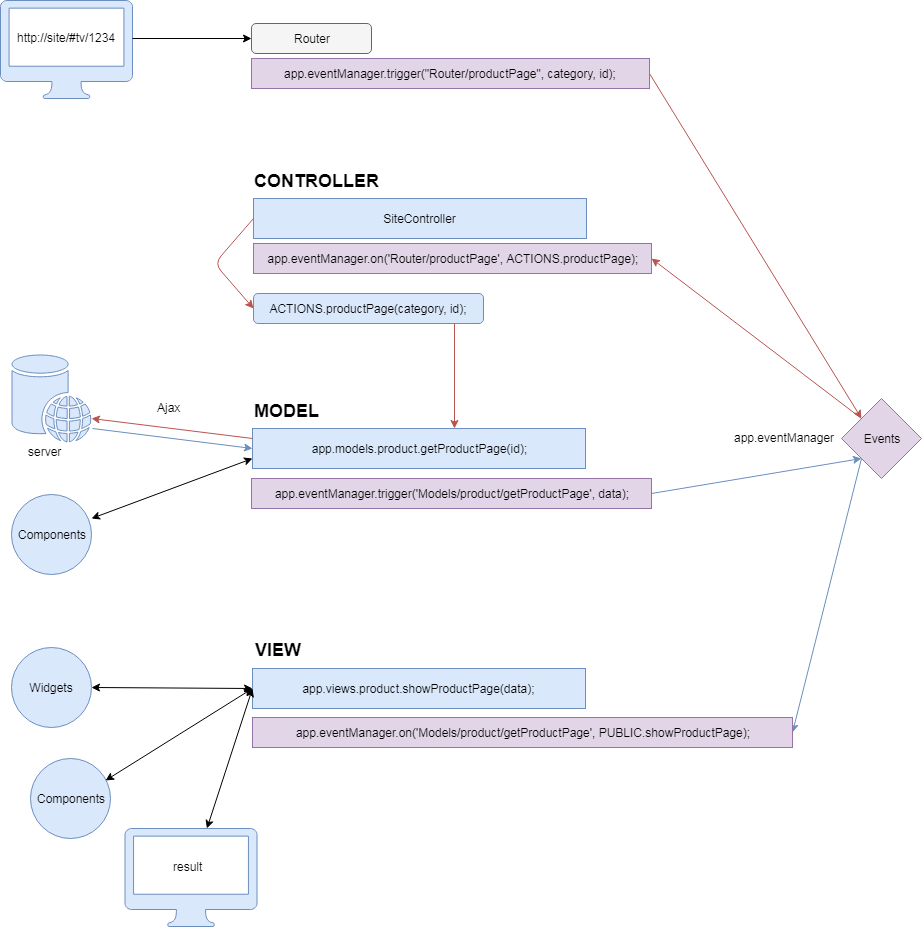 http://site/#tv/1234
Router
app.eventManager.trigger("Router/productPage", category, id);
CONTROLLER
SiteController
app.eventManager.on('Router/productPage', ACTIONS.productPage);
ACTIONS.productPage(category, id);
Ajax
server
MODEL
app.models.product.getProductPage(id);
app.eventManager
Events
app.eventManager.trigger('Models/product/getProductPage', data);
Components
VIEW
Widgets
app.views.product.showProductPage(data);
app.eventManager.on('Models/product/getProductPage', PUBLIC.showProductPage);
Components
result